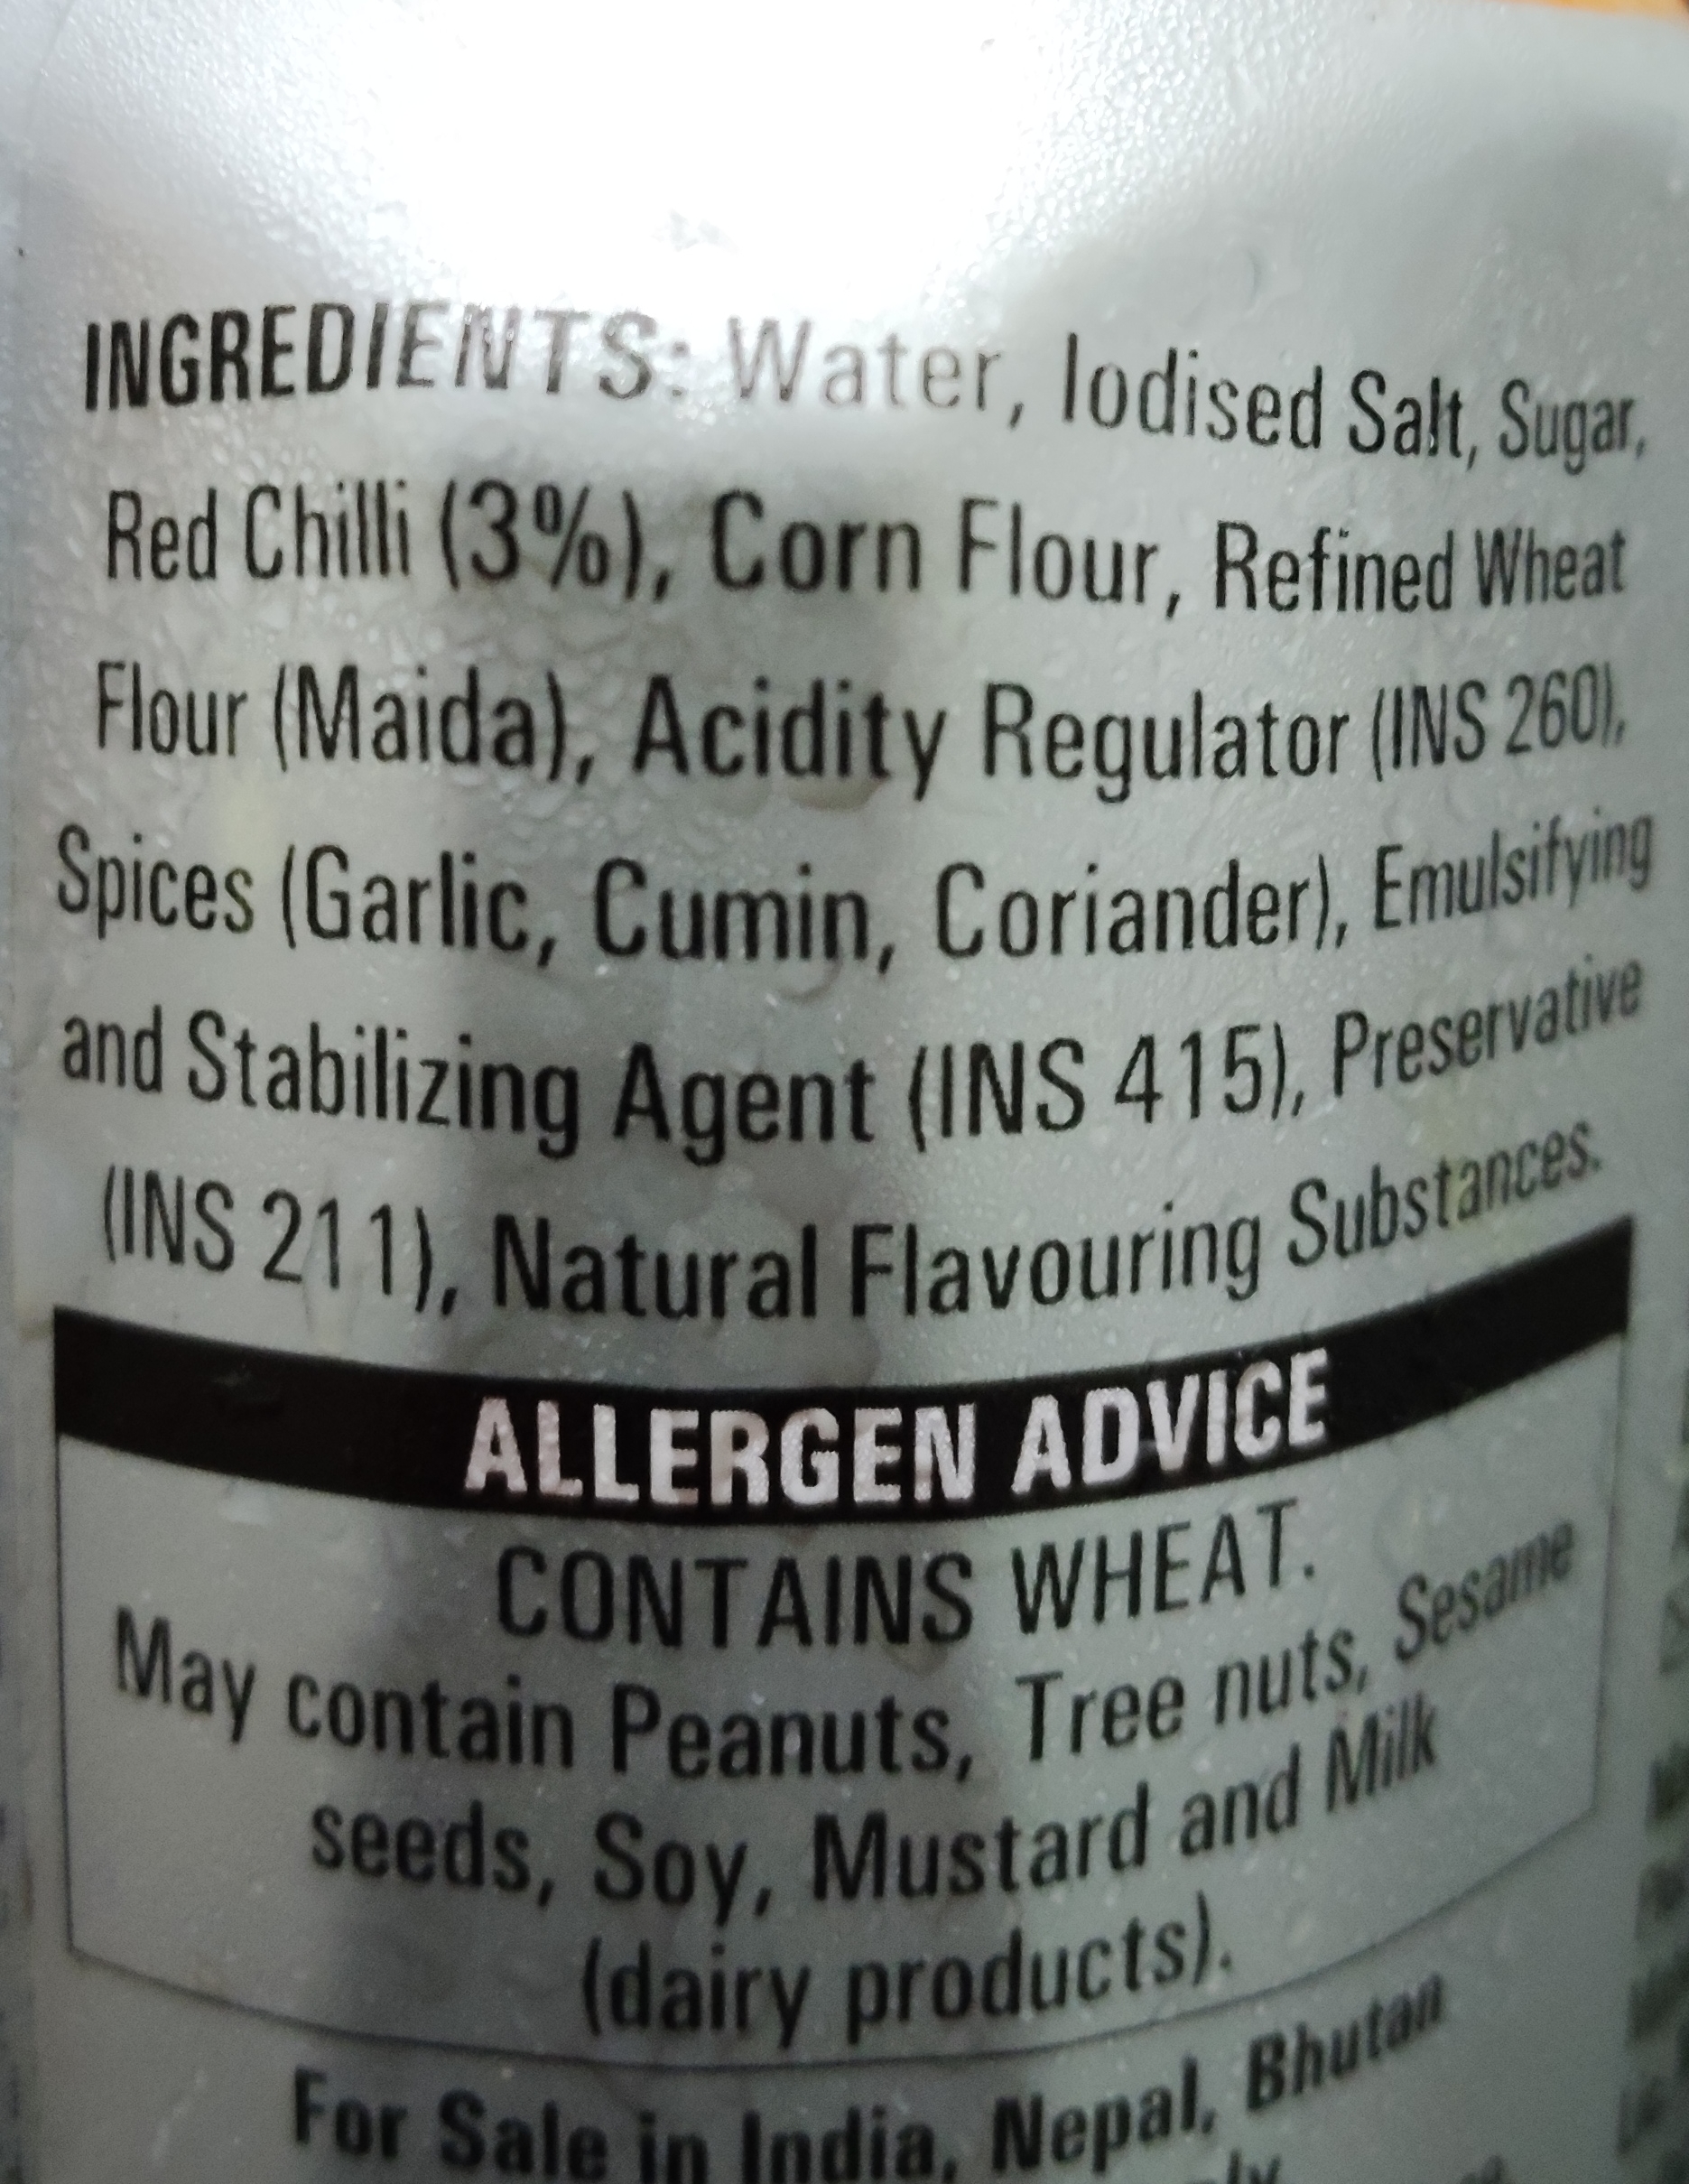 INGREDIENTS: Water, Iodised Salt, Sugar,
Red Chilli (3%), Corn Flour, Refined Wheat
Flour (Maida), Acidity Regulator (INS 260),
Spices (Garlic, Cumin, Coriander), Emulsifying
and Stabilizing Agent (INS 415), Preservative
(INS 211), Natural Flavouring Substances.
ALLERGEN ADVICE
CONTAINS WHEAT.
May contain Peanuts, Tree nuts, Sesame
seeds, Soy, Mustard and Milk
(dairy products).
For Sale in India, Nepal, Bhutan